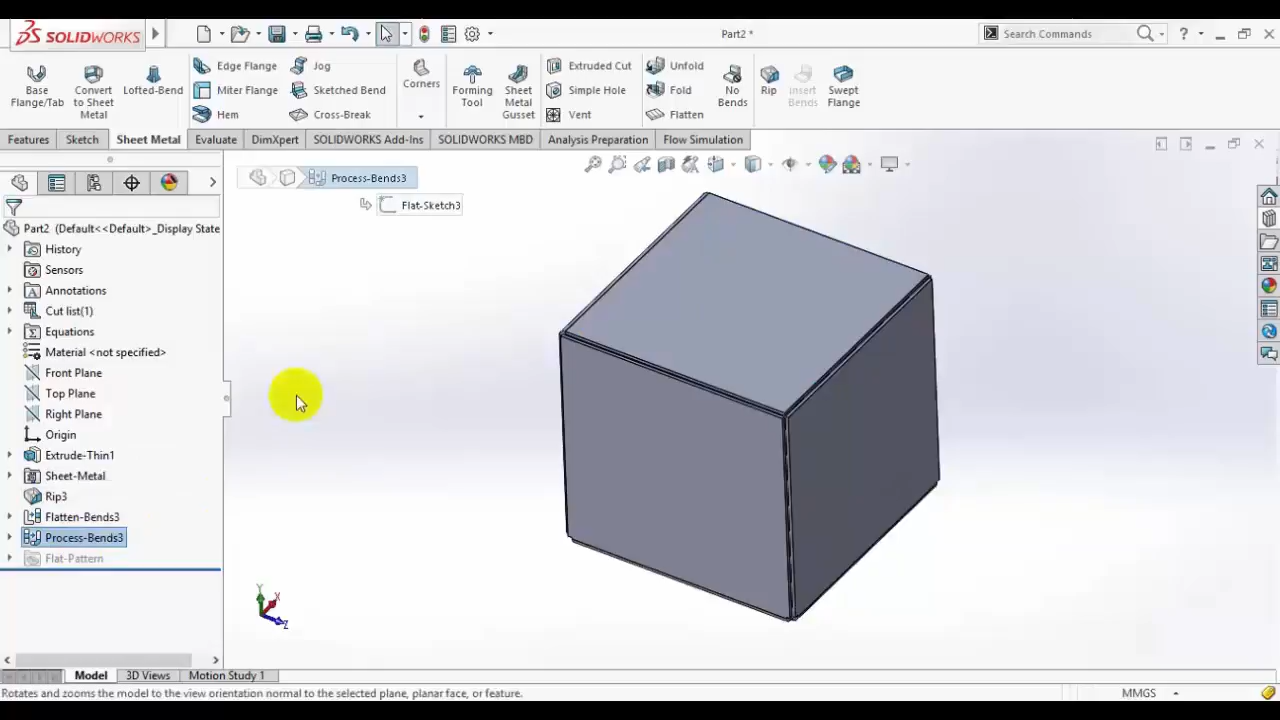 SOLIDWORKS
Part2 *
Search Commands
?
Base Flange/Tab
Convert to Sheet Metal
Lofted-Bend
Edge Flange
Miter Flange
Hem
Jog
Sketched Bend
Cross-Break
Corners
Forming Tool
Sheet Metal Gusset
Extruded Cut
Simple Hole
Vent
Unfold
Fold
Flatten
No Bends
Rip
Insert Bends
Swept Flange
Features
Sketch
Sheet Metal
Evaluate
DimXpert
SOLIDWORKS Add-Ins
SOLIDWORKS MBD
Analysis Preparation
Flow Simulation
Process-Bends3
Flat-Sketch3
Part2 (Default<<Default>_Display State
History
Sensors
Annotations
Cut list(1)
Equations
Material <not specified>
Front Plane
Top Plane
Right Plane
Origin
Extrude-Thin1
Sheet-Metal
Rip3
Flatten-Bends3
Process-Bends3
Flat-Pattern
Y
X
Z
Model
3D Views
Motion Study 1
Rotates and zooms the model to the view orientation normal to the selected plane, planar face, or feature.
MMGS